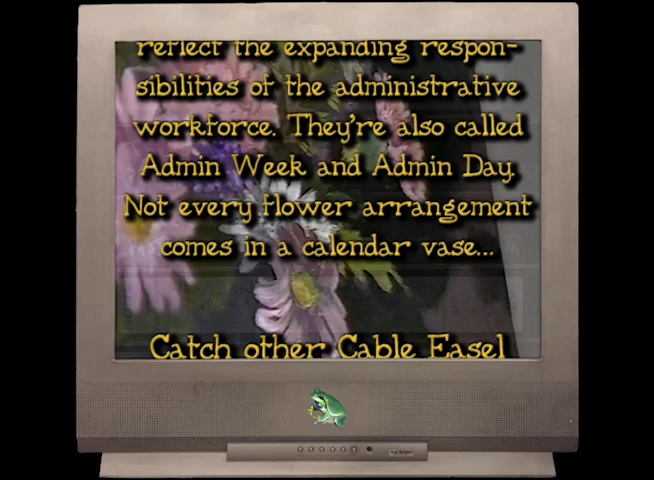 reflect the expanding respon-
sibilities of the administrative
workforce. They're also called
Admin Week and Admin Day.
Not every flower arrangement
comes in a calendar vase...
Catch other Cable Easel